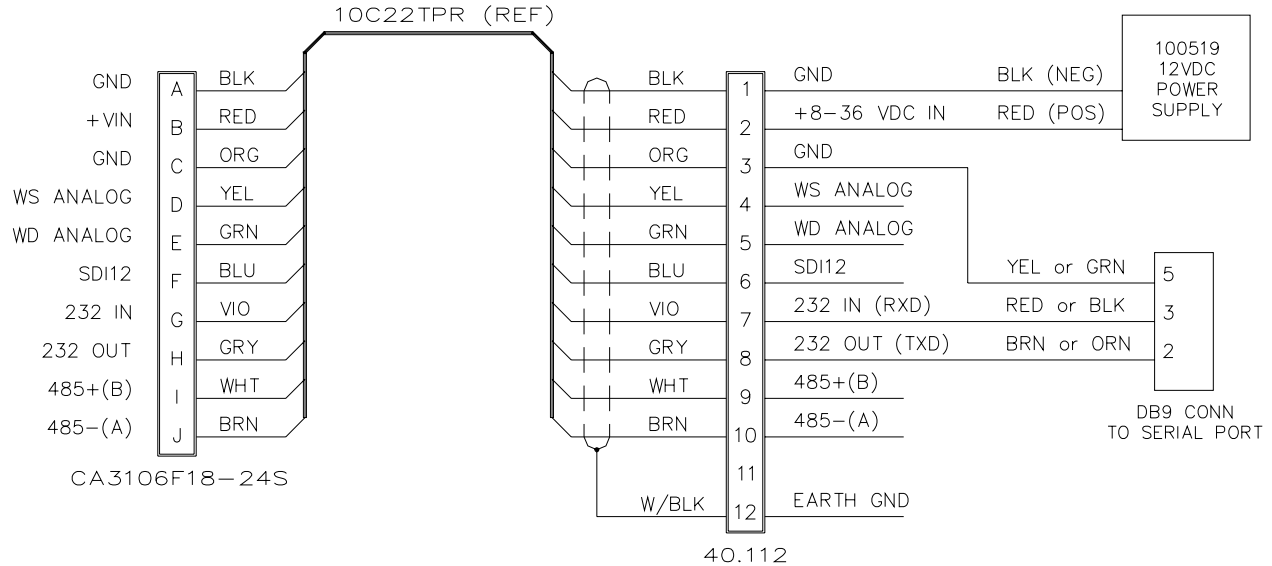 10C22TPR (REF)
100519
12VDC
POWER
SUPPLY
GND A BLK BLK 1 GND BLK (NEG)
+VIN B RED RED 2 +8-36 VDC IN RED (POS)
GND C ORG ORG 3 GND
WS ANALOG D YEL YEL 4 WS ANALOG
WD ANALOG E GRN GRN 5 WD ANALOG
SDI12 F BLU BLU 6 SDI12 YEL or GRN 5
232 IN G VIO VIO 7 232 IN (RXD) RED or BLK 3
232 OUT H GRY GRY 8 232 OUT (TXD) BRN or ORN 2
485+(B) I WHT WHT 9 485+(B)
485-(A) J BRN BRN 10 485-(A)
DB9 CONN
TO SERIAL PORT
CA3106F18-24S
11
W/BLK 12 EARTH GND
40.112